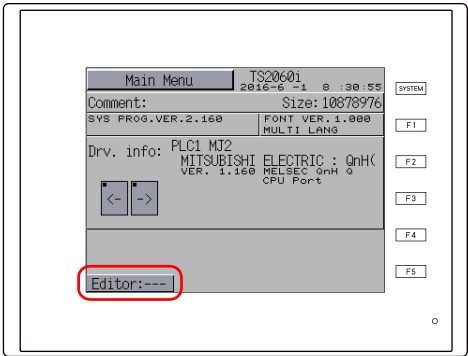 Main Menu
TS2060i
2016-6 -1 8 :30:55
SYSTEM
Comment:
Size:10878976
SYS PROG.VER.2.160
FONT VER.1.000
MULTI LANG
F1
Drv. info:
PLC1 MJ2
MITSUBISHI ELECTRIC : QnH(
VER. 1.160 MELSEC QnH Q
CPU Port
F2
<- ->
F3
F4
F5
Editor:---